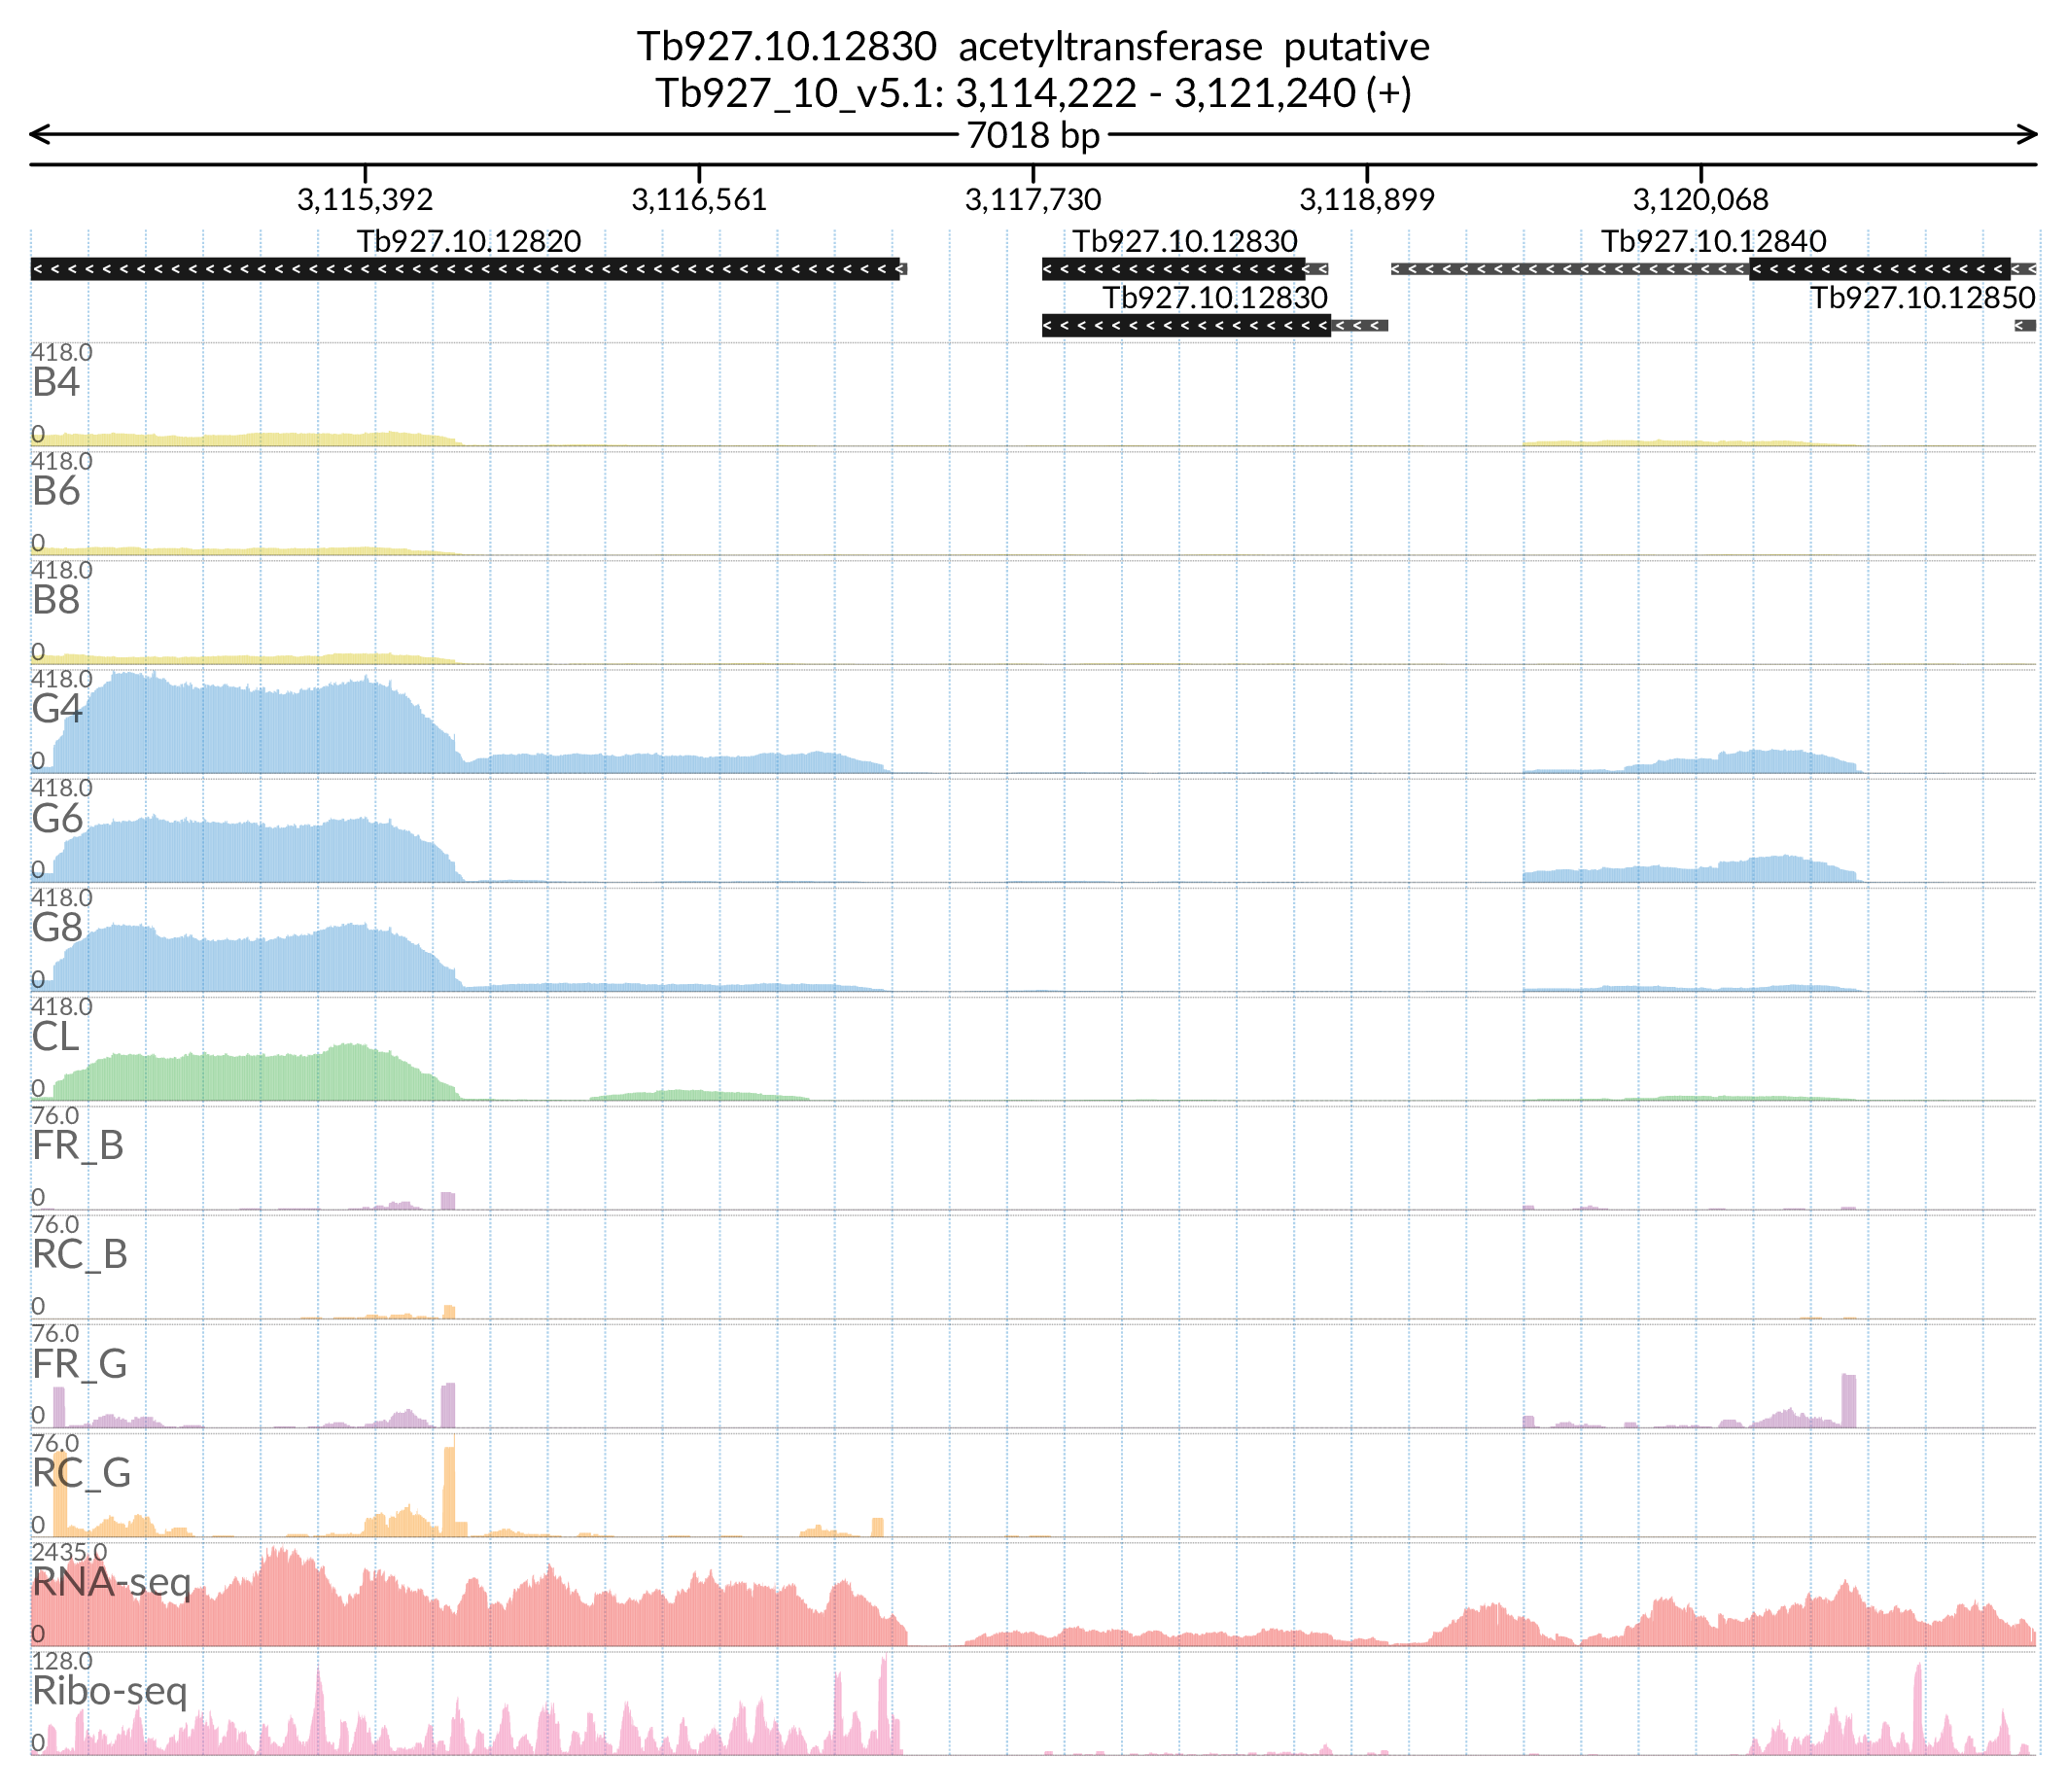 Tb927.10.12830 acetyltransferase putative
Tb927_10_v5.1: 3,114,222 - 3,121,240 (+)
7018 bp
3,115,392 3,116,561 3,117,730 3,118,899 3,120,068
Tb927.10.12820 Tb927.10.12830 Tb927.10.12840
Tb927.10.12830 Tb927.10.12850
418.0
B4
0
418.0
B6
0
418.0
B8
0
418.0
G4
0
418.0
G6
0
418.0
G8
0
418.0
CL
0
76.0
FR_B
0
76.0
RC_B
0
76.0
FR_G
0
76.0
RC_G
0
2435.0
RNA-seq
0
128.0
Ribo-seq
0